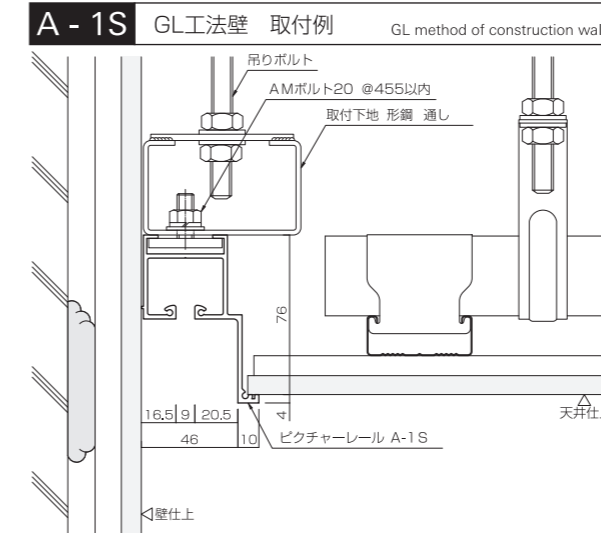 A - 1S GL工法壁 取付例 GL method of construction wal
吊りボルト
AMボルト20 @455以内
取付下地 形鋼 通し
76
4
16.5 9 20.5
46 10
ピクチャーレール A-1S
天井仕
壁仕上